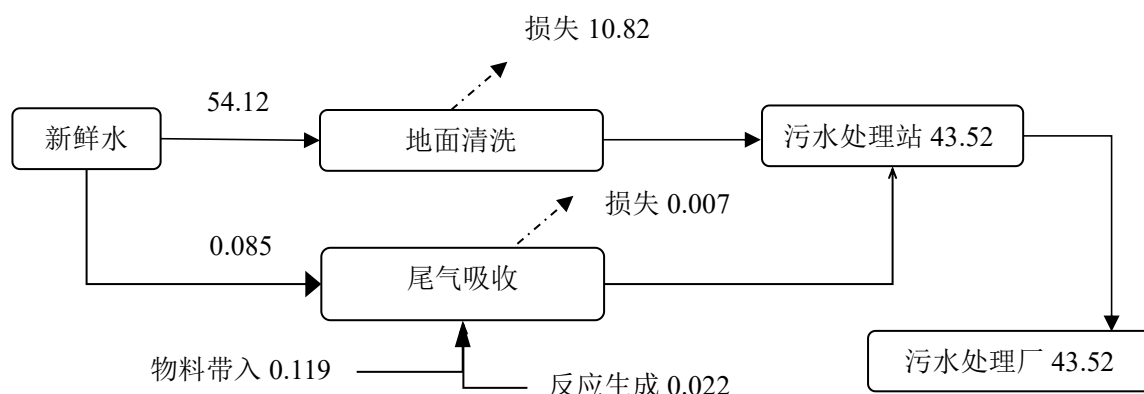 损失 10.82
54.12
新鲜水
地面清洗
污水处理站 43.52
损失 0.007
0.085
尾气吸收
污水处理厂 43.52
物料带入 0.119
反应生成 0.022